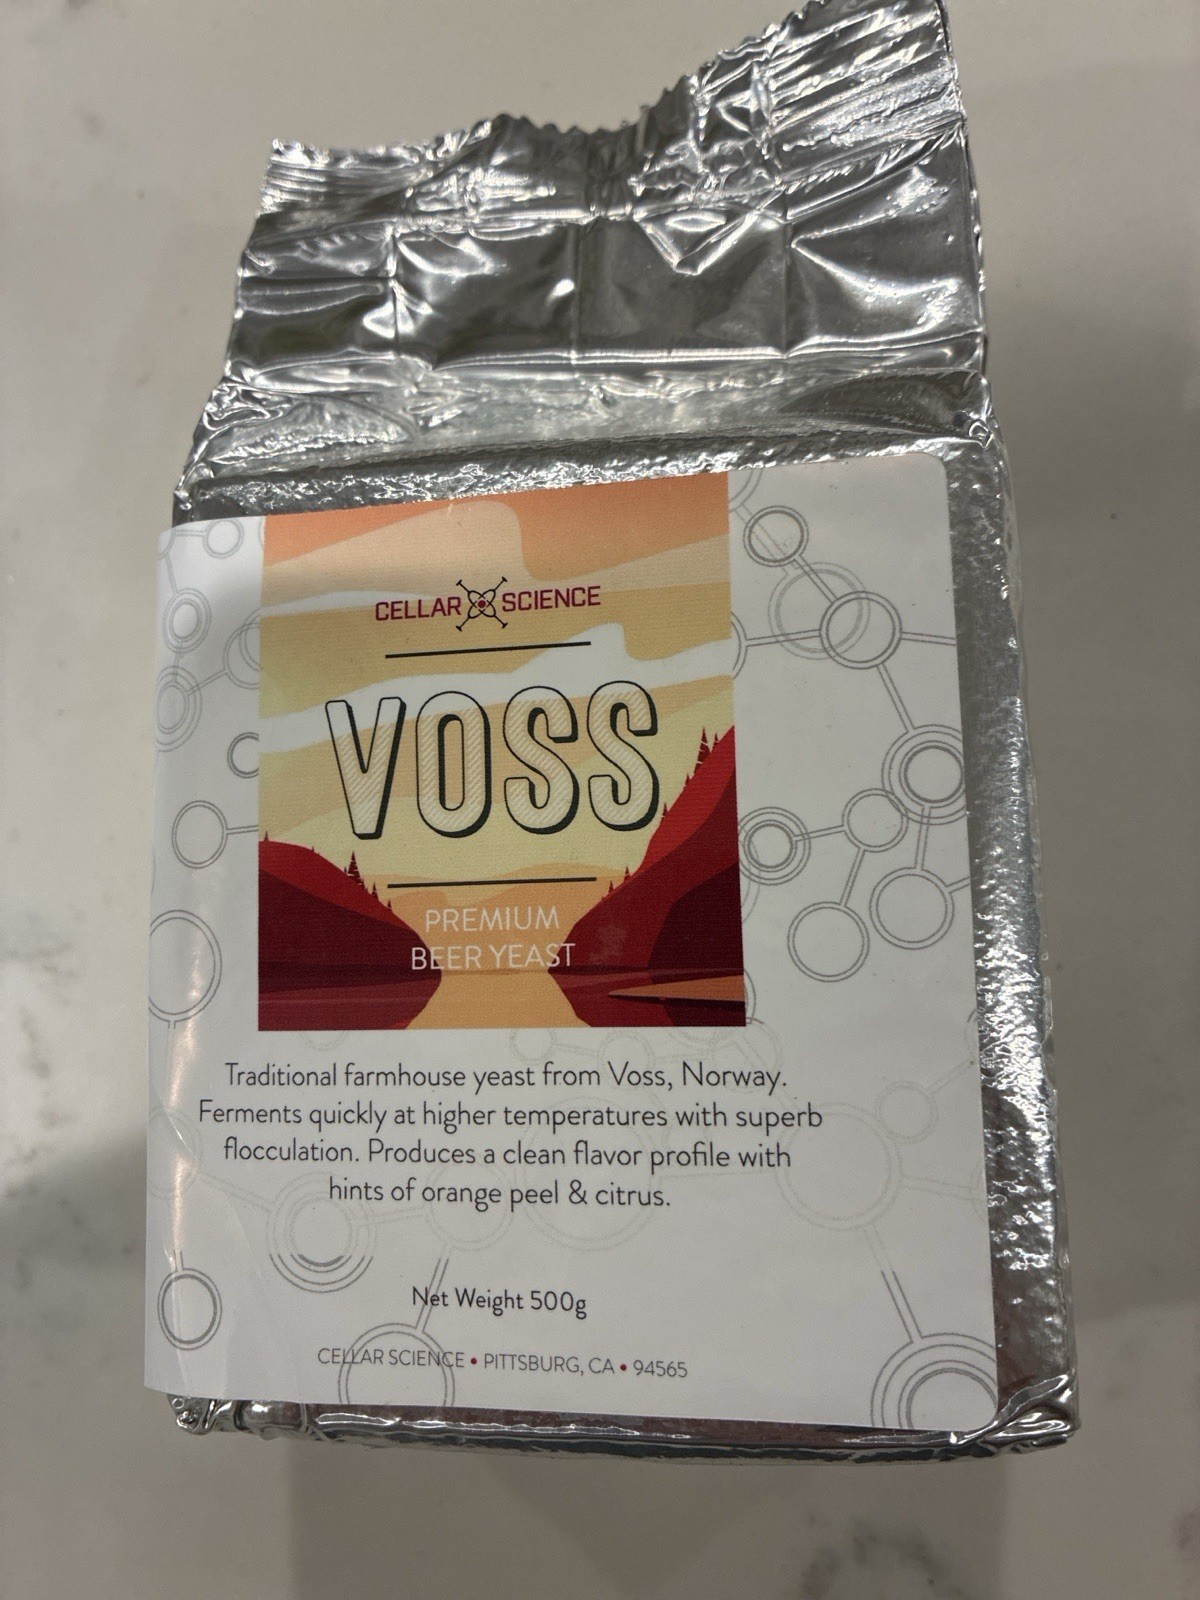 CELLAR SCIENCE
VOSS
PREMIUM
BEER YEAST
Traditional farmhouse yeast from Voss, Norway.
Ferments quickly at higher temperatures with superb
flocculation. Produces a clean flavor profile with
hints of orange peel & citrus.
Net Weight 500g
CELLAR SCIENCE • PITTSBURG, CA • 94565